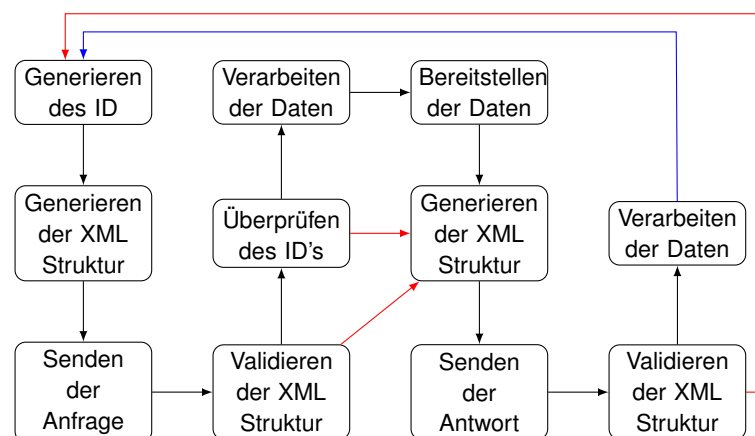 Generieren
des ID
Verarbeiten
der Daten
Bereitstellen
der Daten
Generieren
der XML
Struktur
Überprüfen
des ID's
Generieren
der XML
Struktur
Verarbeiten
der Daten
Senden
der
Anfrage
Validieren
der XML
Struktur
Senden
der
Antwort
Validieren
der XML
Struktur